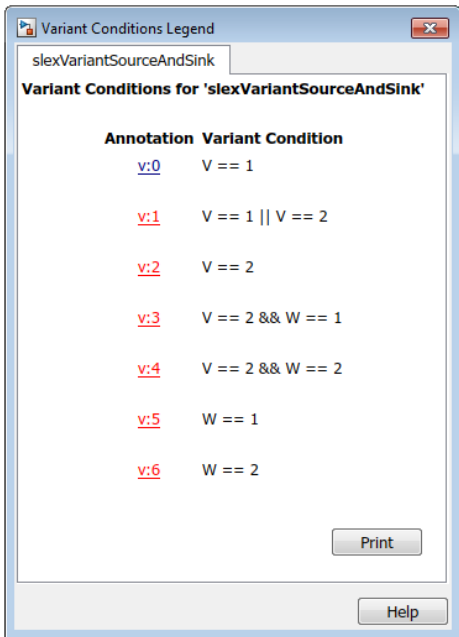 Variant Conditions Legend
slexVariantSourceAndSink
Variant Conditions for 'slexVariantSourceAndSink'
Annotation Variant Condition
v:0 V == 1
v:1 V == 1 || V == 2
v:2 V == 2
v:3 V == 2 && W == 1
v:4 V == 2 && W == 2
v:5 W == 1
v:6 W == 2
Print
Help